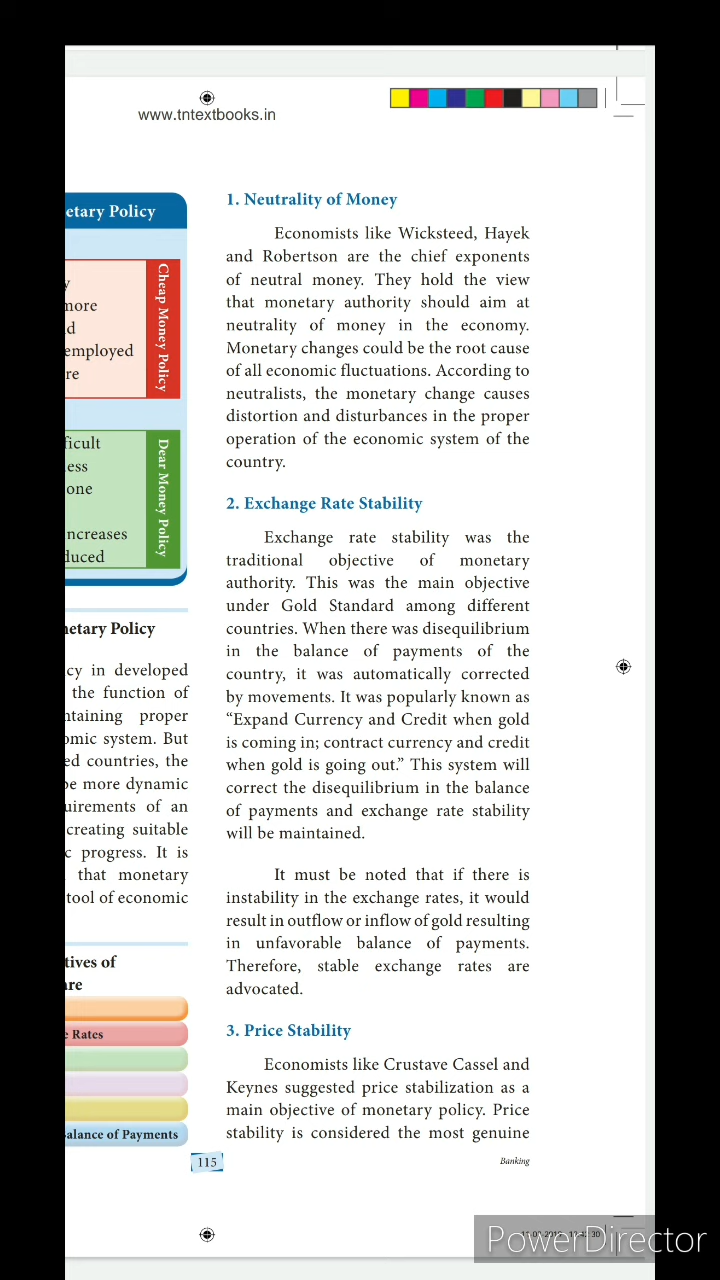 www.tntextbooks.in
etary Policy
more
employed
re
Cheap Money Policy
ficult
one
ncreases
duced
Dear Money Policy
netary Policy
cy in developed
the function of
ntaining proper
omic system. But
ed countries, the
be more dynamic
uirements of an
creating suitable
c progress. It is
that monetary
tool of economic
tives of
are
e Rates
Balance of Payments
1. Neutrality of Money
Economists like Wicksteed, Hayek
and Robertson are the chief exponents
of neutral money. They hold the view
that monetary authority should aim at
neutrality of money in the economy.
Monetary changes could be the root cause
of all economic fluctuations. According to
neutralists, the monetary change causes
distortion and disturbances in the proper
operation of the economic system of the
country.
2. Exchange Rate Stability
Exchange rate stability was the
traditional objective of monetary
authority. This was the main objective
under Gold Standard among different
countries. When there was disequilibrium
in the balance of payments of the
country, it was automatically corrected
by movements. It was popularly known as
“Expand Currency and Credit when gold
is coming in; contract currency and credit
when gold is going out.” This system will
correct the disequilibrium in the balance
of payments and exchange rate stability
will be maintained.
It must be noted that if there is
instability in the exchange rates, it would
result in outflow or inflow of gold resulting
in unfavorable balance of payments.
Therefore, stable exchange rates are
advocated.
3. Price Stability
Economists like Crustave Cassel and
Keynes suggested price stabilization as a
main objective of monetary policy. Price
stability is considered the most genuine
115
Banking
PowerDirector